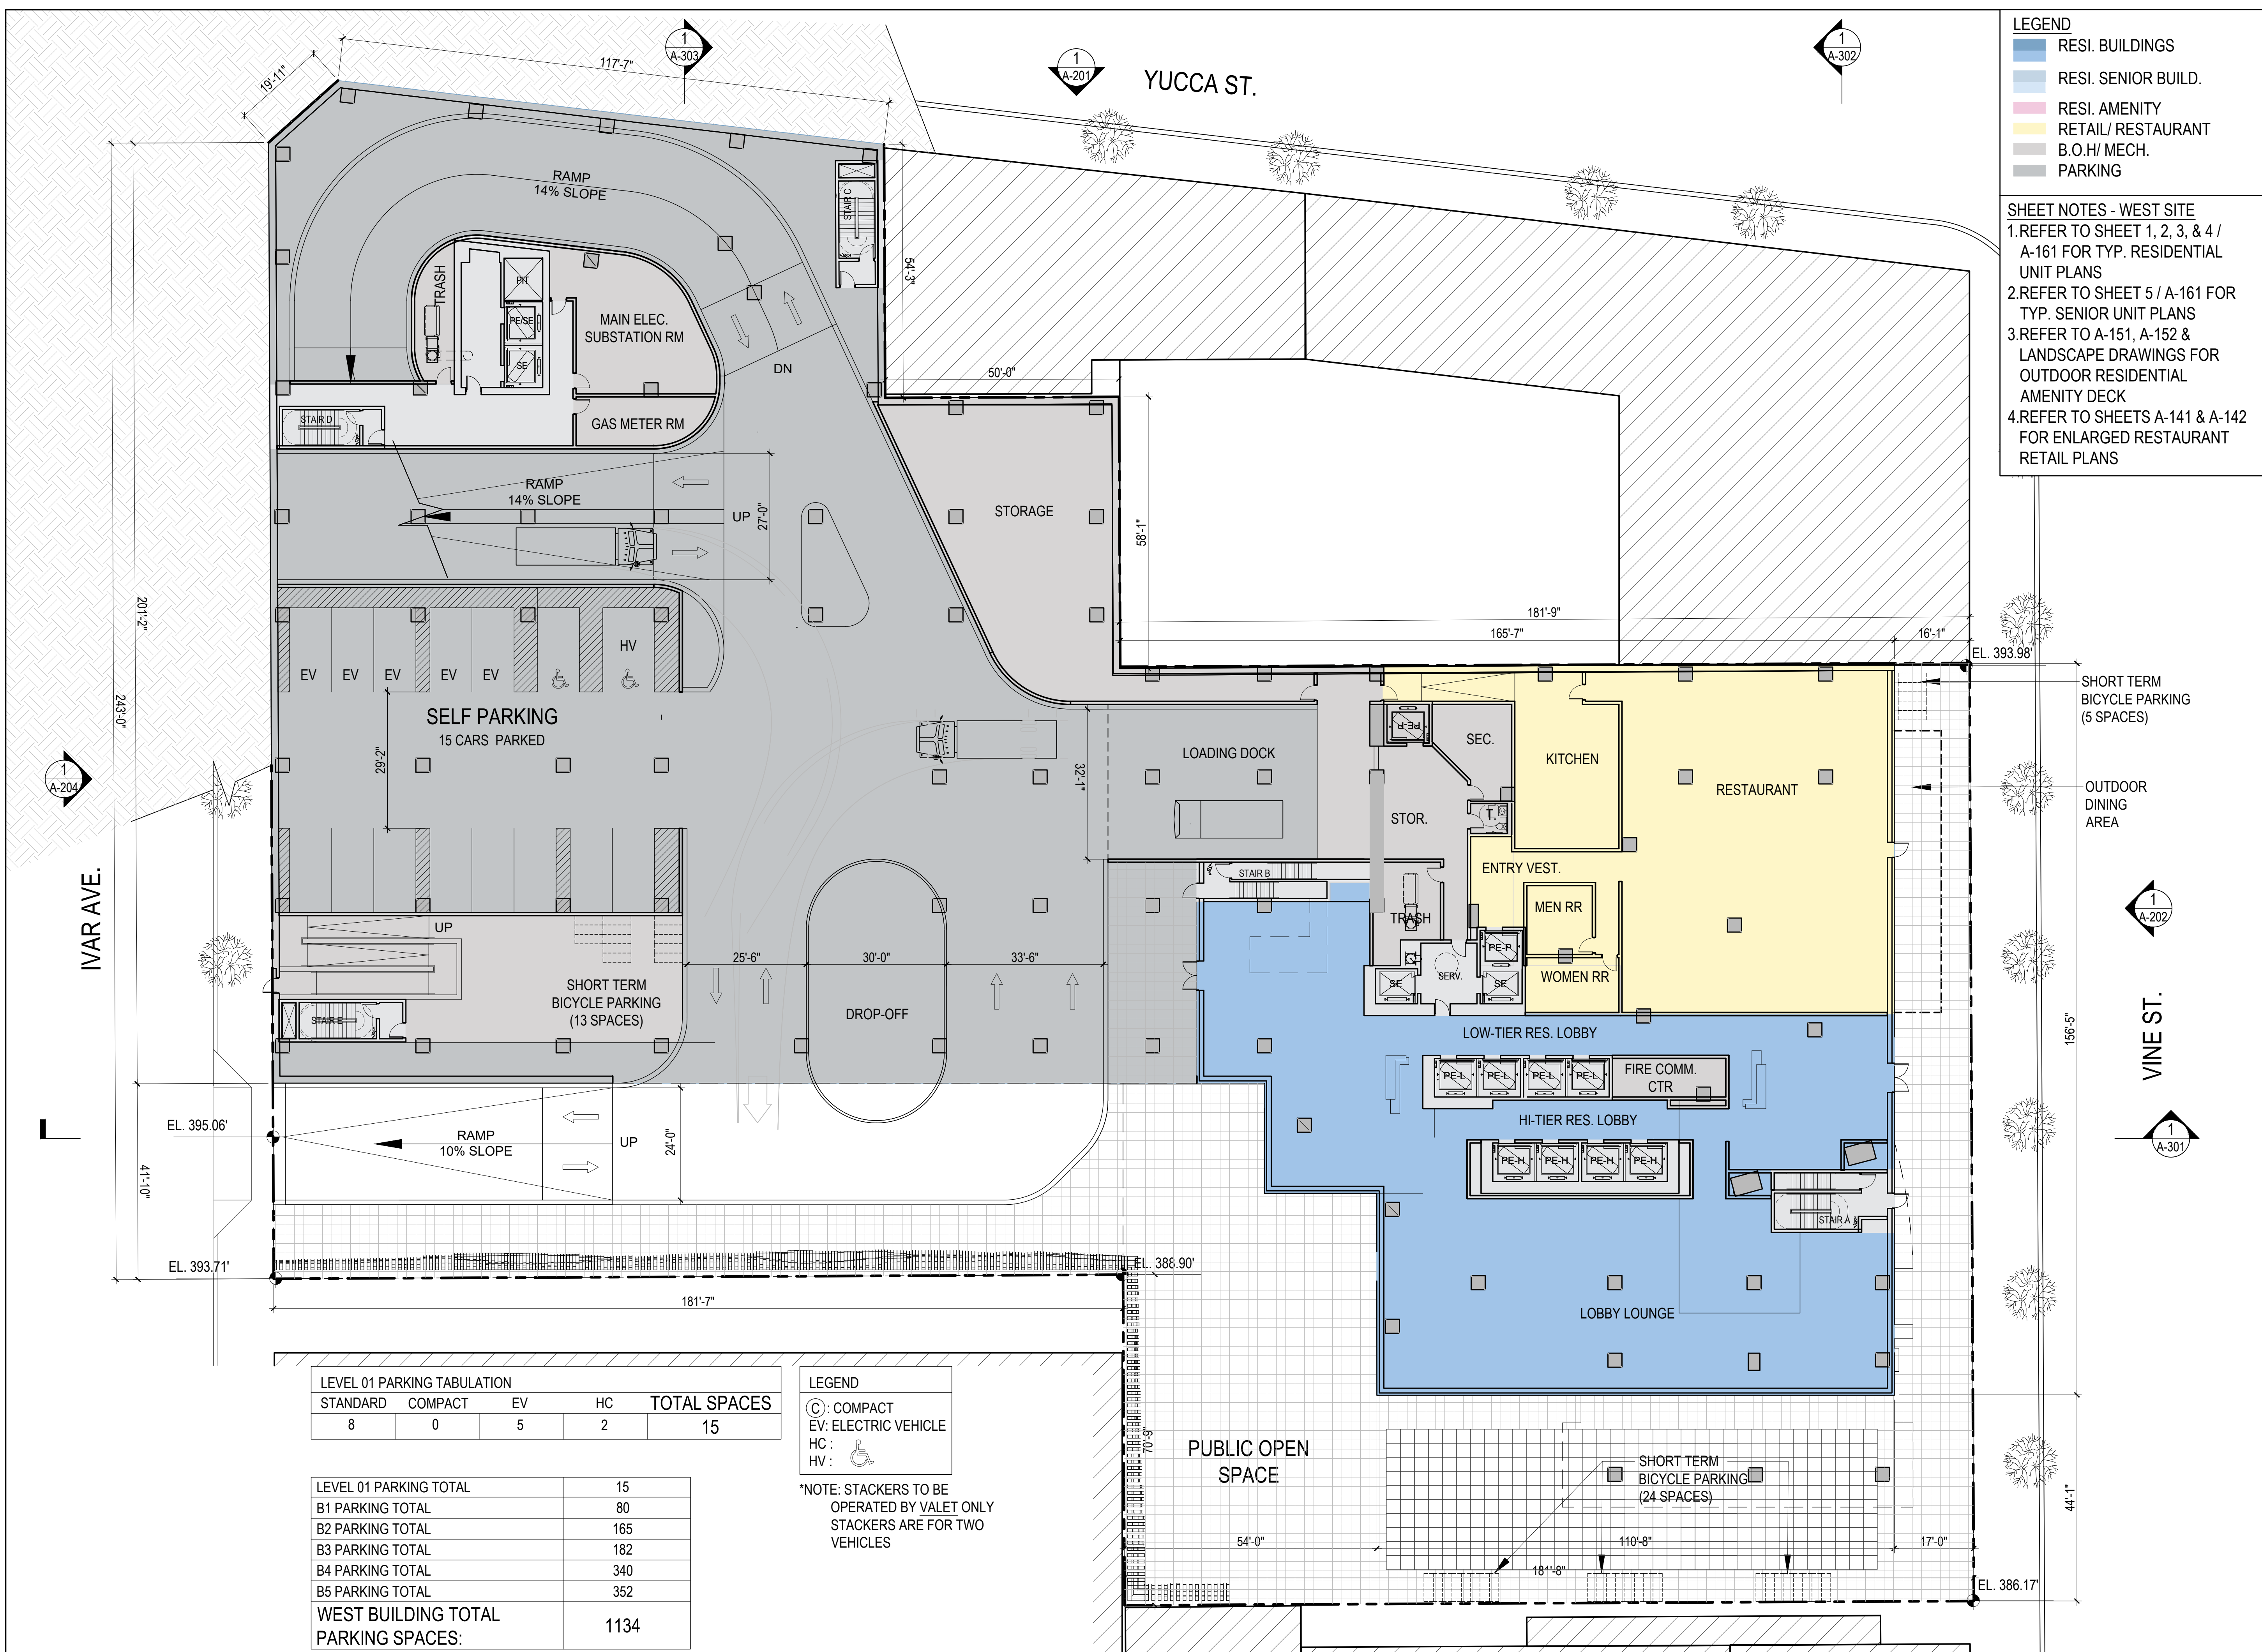 1
A-303
1
A-201
YUCCA ST.
1
A-302
LEGEND
RESI. BUILDINGS
RESI. SENIOR BUILD.
RESI. AMENITY
RETAIL/ RESTAURANT
B.O.H/ MECH.
PARKING
SHEET NOTES - WEST SITE
1.REFER TO SHEET 1, 2, 3, & 4 /
A-161 FOR TYP. RESIDENTIAL
UNIT PLANS
2.REFER TO SHEET 5 / A-161 FOR
TYP. SENIOR UNIT PLANS
3.REFER TO A-151, A-152 &
LANDSCAPE DRAWINGS FOR
OUTDOOR RESIDENTIAL
AMENITY DECK
4.REFER TO SHEETS A-141 & A-142
FOR ENLARGED RESTAURANT
RETAIL PLANS
19'-11"
117'-7"
RAMP
14% SLOPE
STAIR C
54'-3"
TRASH
PIT
PE/SE
SE
MAIN ELEC.
SUBSTATION RM
DN
50'-0"
STAIR D
GAS METER RM
RAMP
14% SLOPE
UP
27'-0"
STORAGE
58'-1"
201'-2"
243'-0"
181'-9"
165'-7"
16'-1"
EL. 393.98'
HV
EV
EV
EV
EV
EV
SELF PARKING
15 CARS PARKED
29'-2"
1
A-204
IVAR AVE.
LOADING DOCK
32'-1"
PE-P
SEC.
KITCHEN
RESTAURANT
STOR.
T.
SHORT TERM
BICYCLE PARKING
(5 SPACES)
OUTDOOR
DINING
AREA
1
A-202
VINE ST.
156'-5"
STAIR B
ENTRY VEST.
MEN RR
TRASH
PE-P
WOMEN RR
SERV.
SE
SE
UP
SHORT TERM
BICYCLE PARKING
(13 SPACES)
STAIR E
25'-6"
30'-0"
33'-6"
DROP-OFF
LOW-TIER RES. LOBBY
PE-L
PE-L
PE-L
PE-L
FIRE COMM.
CTR
HI-TIER RES. LOBBY
PE-H
PE-H
PE-H
PE-H
1
A-301
EL. 395.06'
RAMP
10% SLOPE
UP
24'-0"
41'-10"
STAIR A
EL. 393.71'
EL. 388.90'
181'-7"
LOBBY LOUNGE
LEVEL 01 PARKING TABULATION
STANDARD COMPACT EV HC TOTAL SPACES
8 0 5 2 15
LEGEND
C : COMPACT
EV: ELECTRIC VEHICLE
HC :
HV :
*NOTE: STACKERS TO BE
OPERATED BY VALET ONLY
STACKERS ARE FOR TWO
VEHICLES
LEVEL 01 PARKING TOTAL 15
B1 PARKING TOTAL 80
B2 PARKING TOTAL 165
B3 PARKING TOTAL 182
B4 PARKING TOTAL 340
B5 PARKING TOTAL 352
WEST BUILDING TOTAL
PARKING SPACES: 1134
70'-9"
PUBLIC OPEN
SPACE
SHORT TERM
BICYCLE PARKING
(24 SPACES)
44'-1"
54'-0"
110'-8"
17'-0"
181'-8"
EL. 386.17'